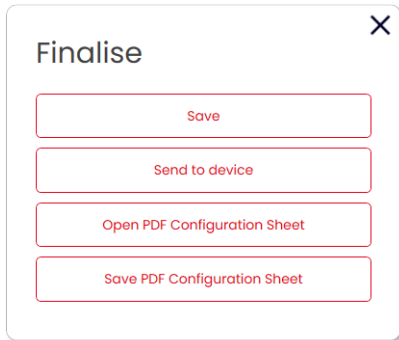 Finalise
Save
Send to device
Open PDF Configuration Sheet
Save PDF Configuration Sheet